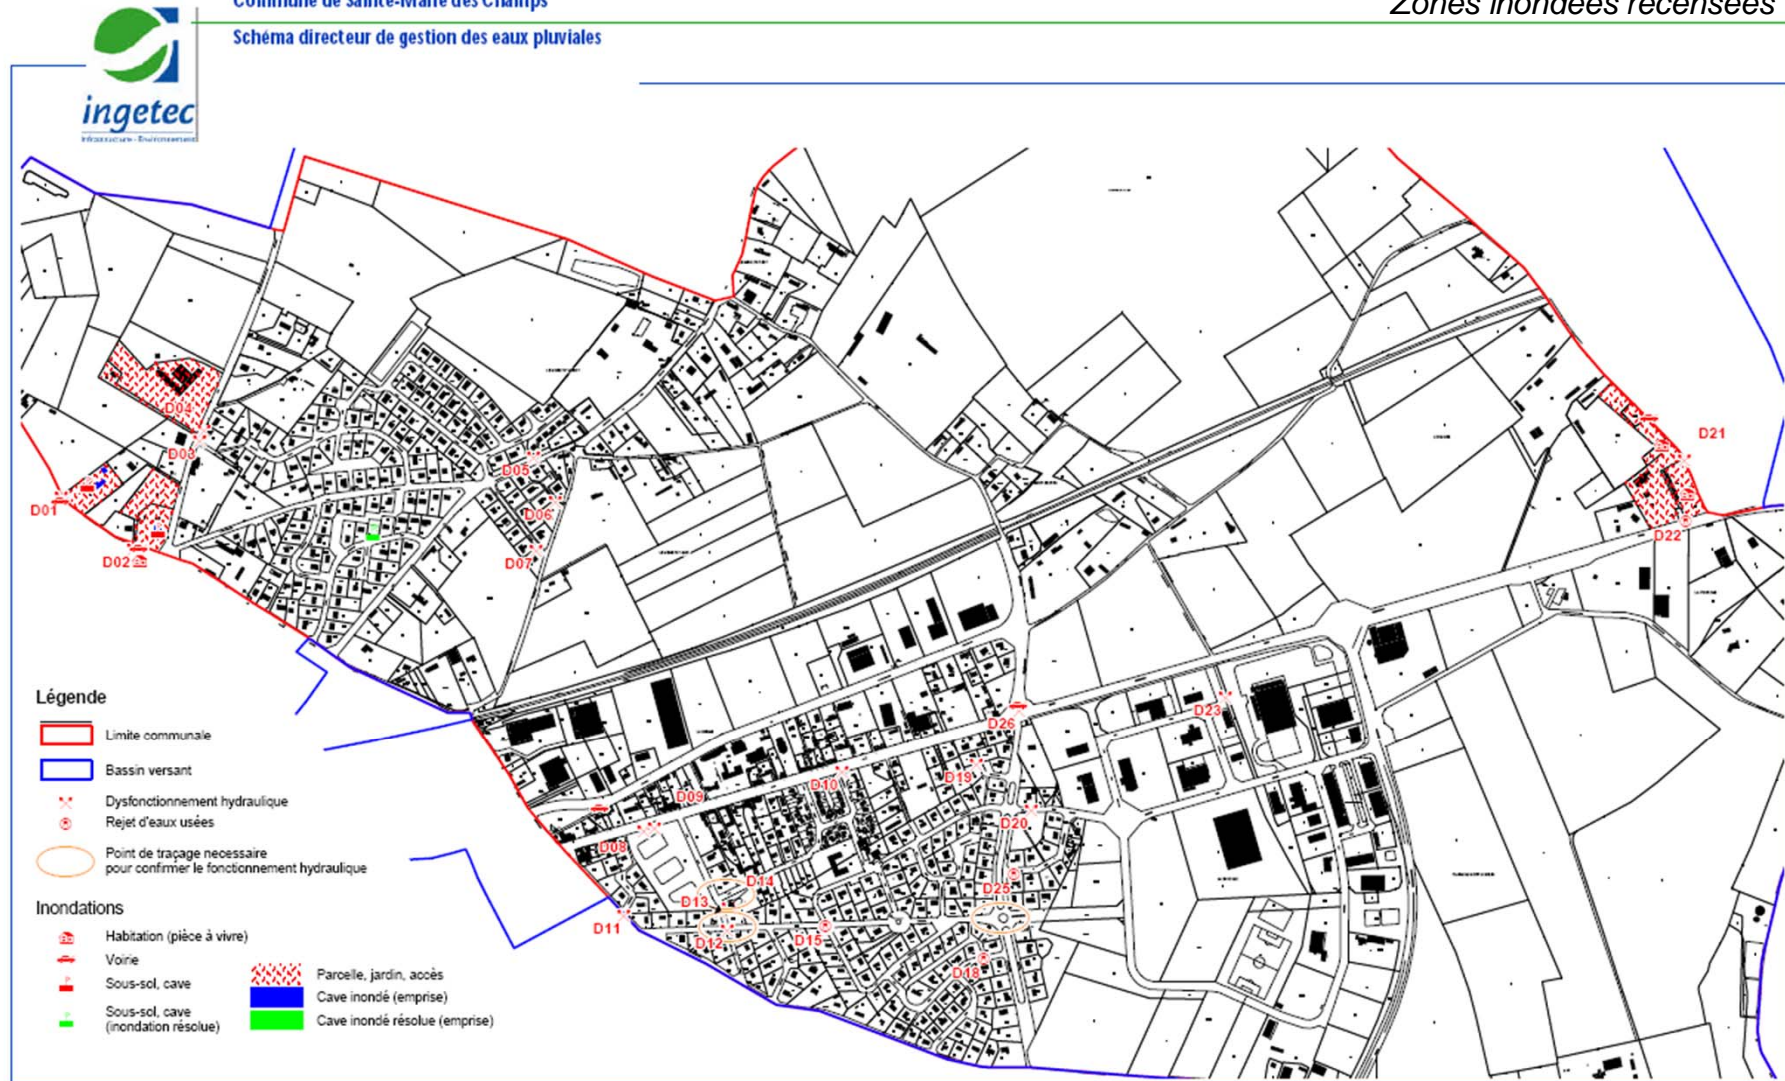 Commune de Sainte-Marie des Champs
Zones inondées recensées
Schéma directeur de gestion des eaux pluviales
ingetec
Infrastructure - Environnement
D21
D04
D03
D05
D01
D06
D22
D02
D07
Légende
Limite communale
Bassin versant
Dysfonctionnement hydraulique
Rejet d'eaux usées
Point de traçage necessaire
pour confirmer le fonctionnement hydraulique
D26
D23
D19
D10
D09
D20
D08
D14
D25
D13
D11
D12
D15
D18
Inondations
Habitation (pièce à vivre)
Voirie
Sous-sol, cave
Sous-sol, cave
(inondation résolue)
Parcelle, jardin, accès
Cave inondé (emprise)
Cave inondé résolue (emprise)